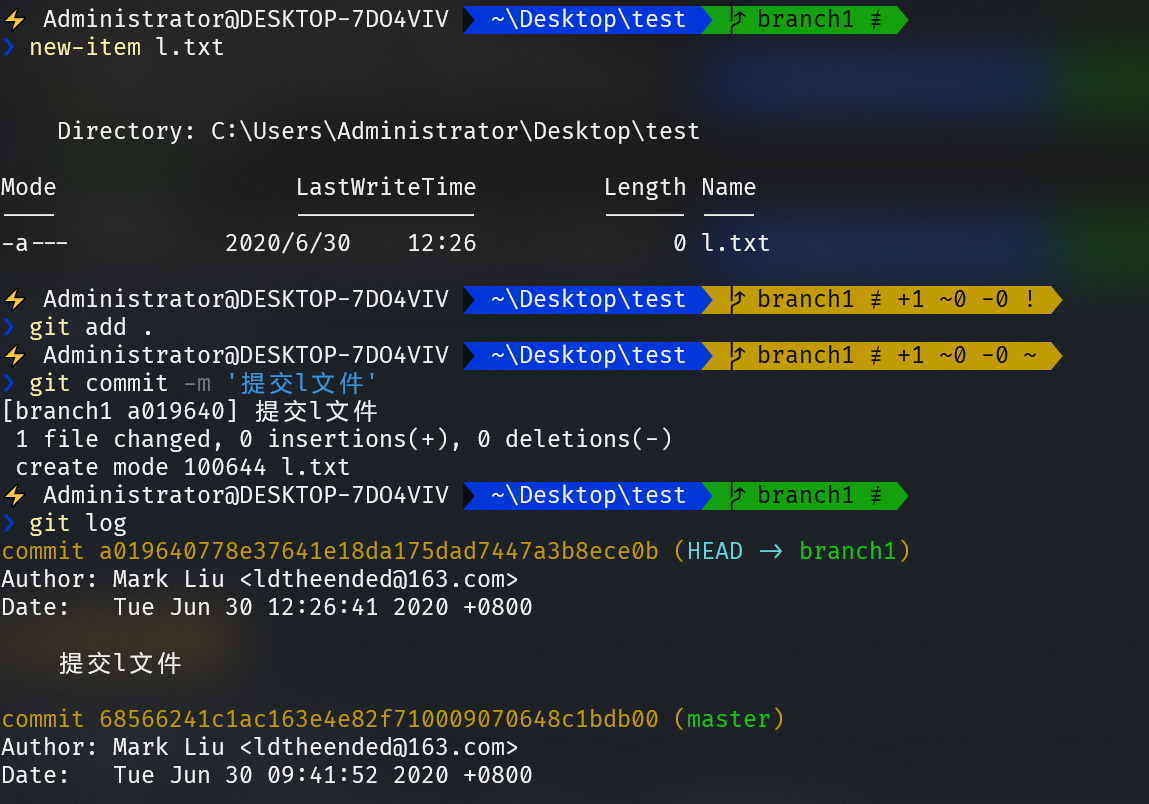 ⚡ Administrator@DESKTOP-7DO4VIV ~\Desktop\test branch1 ≢
❯ new-item l.txt
Directory: C:\Users\Administrator\Desktop\test
Mode LastWriteTime Length Name
---- ------------- ------ ----
-a--- 2020/6/30 12:26 0 l.txt
⚡ Administrator@DESKTOP-7DO4VIV ~\Desktop\test branch1 ≢ +1 ~0 -0 !
❯ git add .
⚡ Administrator@DESKTOP-7DO4VIV ~\Desktop\test branch1 ≢ +1 ~0 -0 ~
❯ git commit -m '提交l文件'
[branch1 a019640] 提交l文件
1 file changed, 0 insertions(+), 0 deletions(-)
create mode 100644 l.txt
⚡ Administrator@DESKTOP-7DO4VIV ~\Desktop\test branch1 ≢
❯ git log
commit a019640778e37641e18da175dad7447a3b8ece0b (HEAD -> branch1)
Author: Mark Liu <ldtheended@163.com>
Date: Tue Jun 30 12:26:41 2020 +0800
提交l文件
commit 68566241c1ac163e4e82f710009070648c1bdb00 (master)
Author: Mark Liu <ldtheended@163.com>
Date: Tue Jun 30 09:41:52 2020 +0800